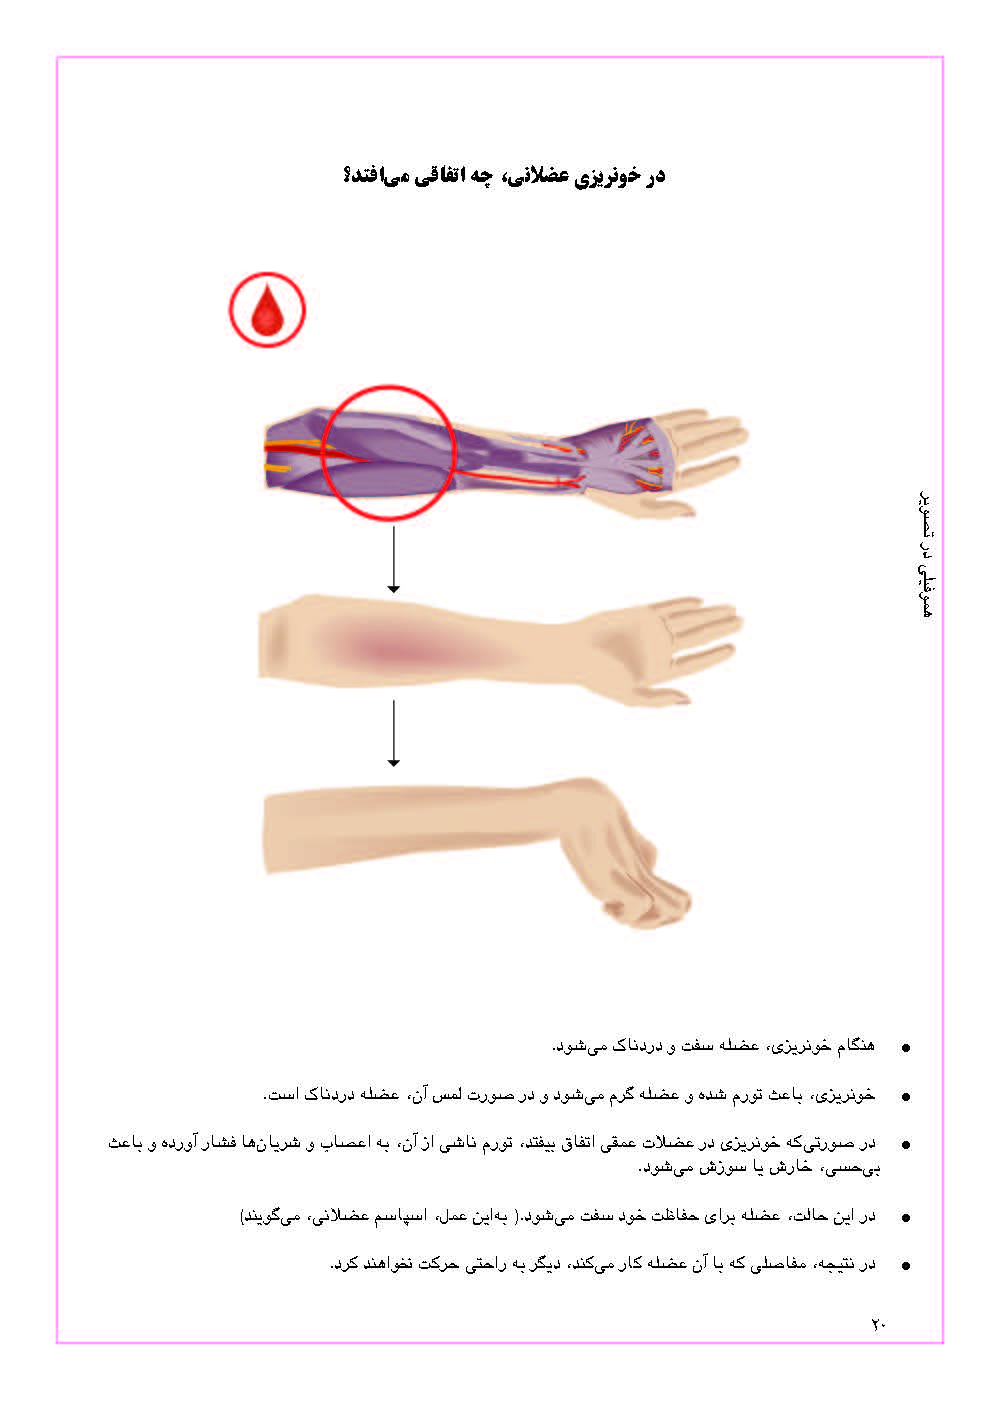 در خونریزی عضلانی، چه اتفاقی می‌افتد؟
هموفیلی در تصویر
● هنگام خونریزی، عضله سفت و دردناک می‌شود.
● خونریزی، باعث تورم شده و عضله گرم می‌شود و در صورت لمس آن، عضله دردناک است.
● در صورتی‌که خونریزی در عضلات عمقی اتفاق بیفتد، تورم ناشی از آن، به اعصاب و شریان‌ها فشار آورده و باعث
بی‌حسی، خارش یا سوزش می‌شود.
● در این حالت، عضله برای حفاظت خود سفت می‌شود.( به‌این عمل، اسپاسم عضلانی، می‌گویند)
● در نتیجه، مفاصلی که با آن عضله کار می‌کند، دیگر به راحتی حرکت نخواهند کرد.
۲۰